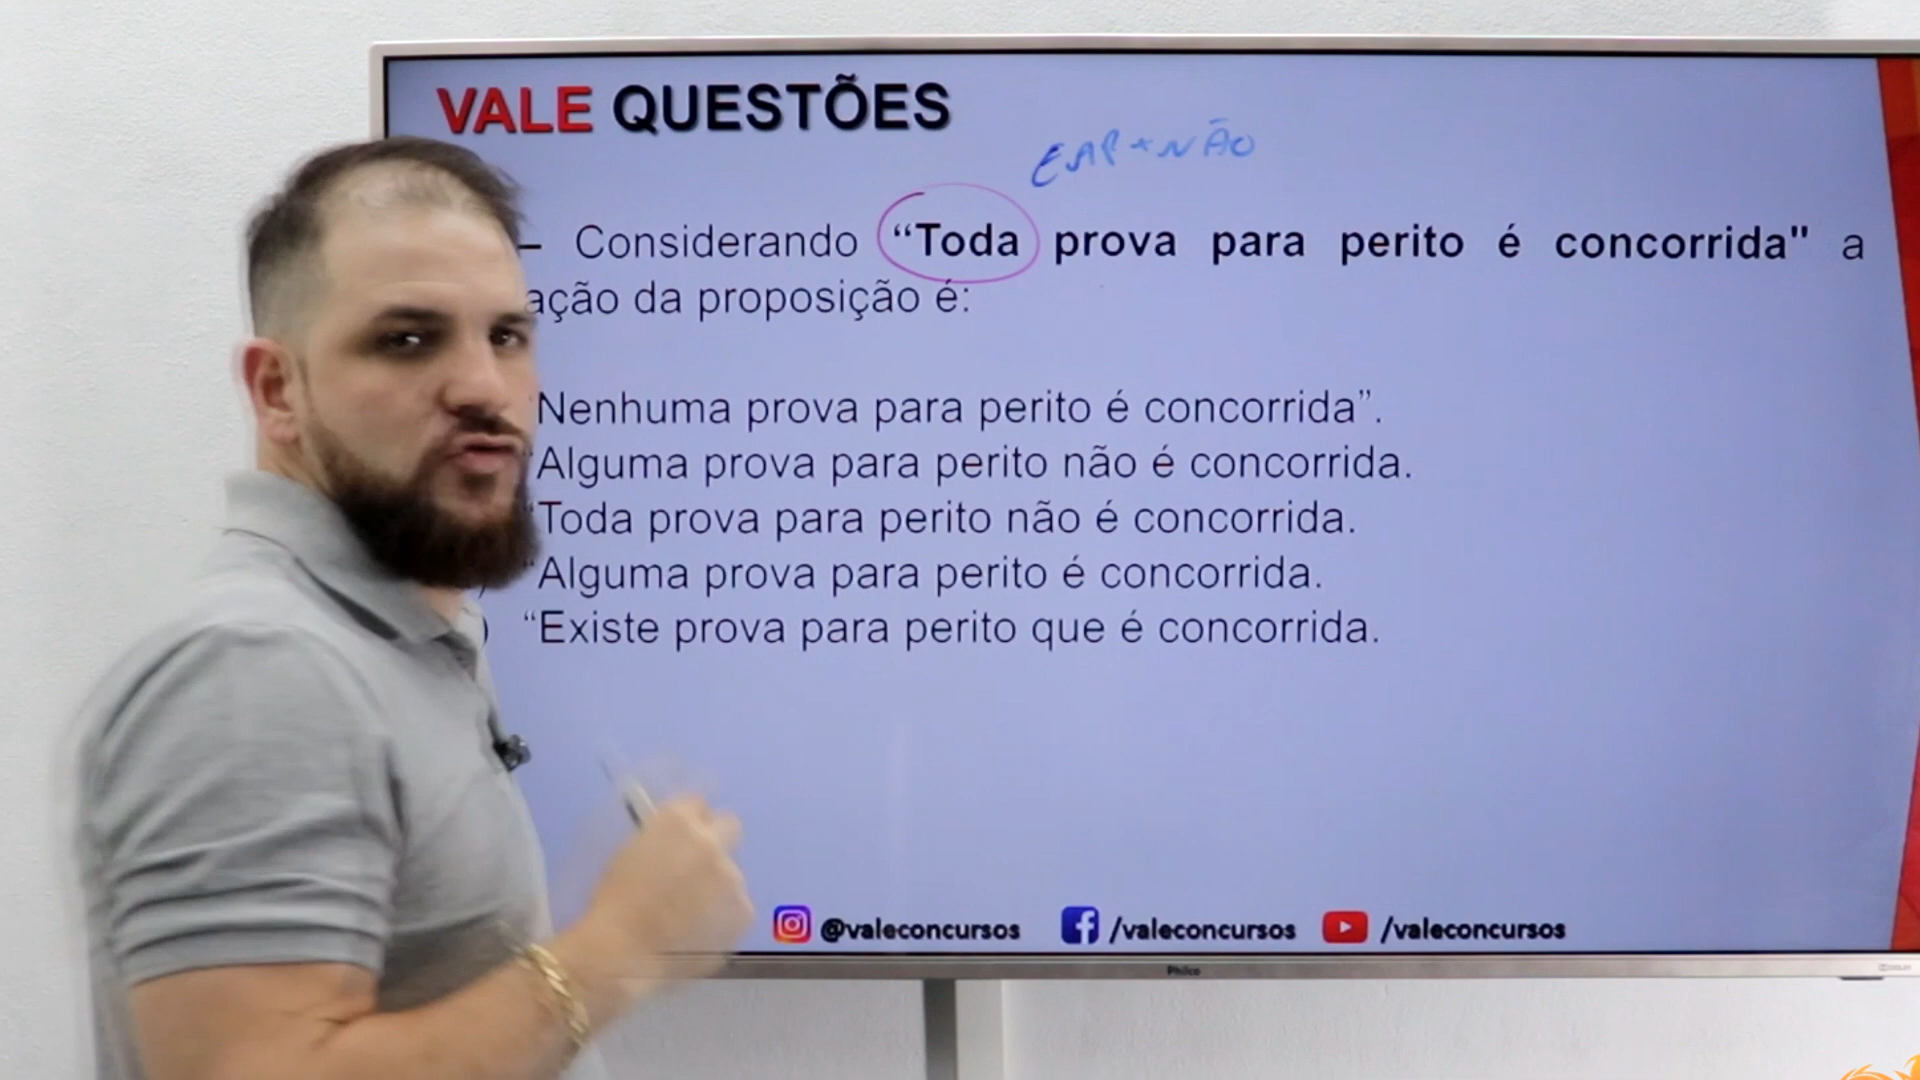 VALE QUESTÕES
EAP + NÃO
– Considerando “Toda prova para perito é concorrida" a
ação da proposição é:
“Nenhuma prova para perito é concorrida”.
“Alguma prova para perito não é concorrida.
“Toda prova para perito não é concorrida.
) “Alguma prova para perito é concorrida.
) “Existe prova para perito que é concorrida.
@valeconcursos /valeconcursos /valeconcursos
Philco